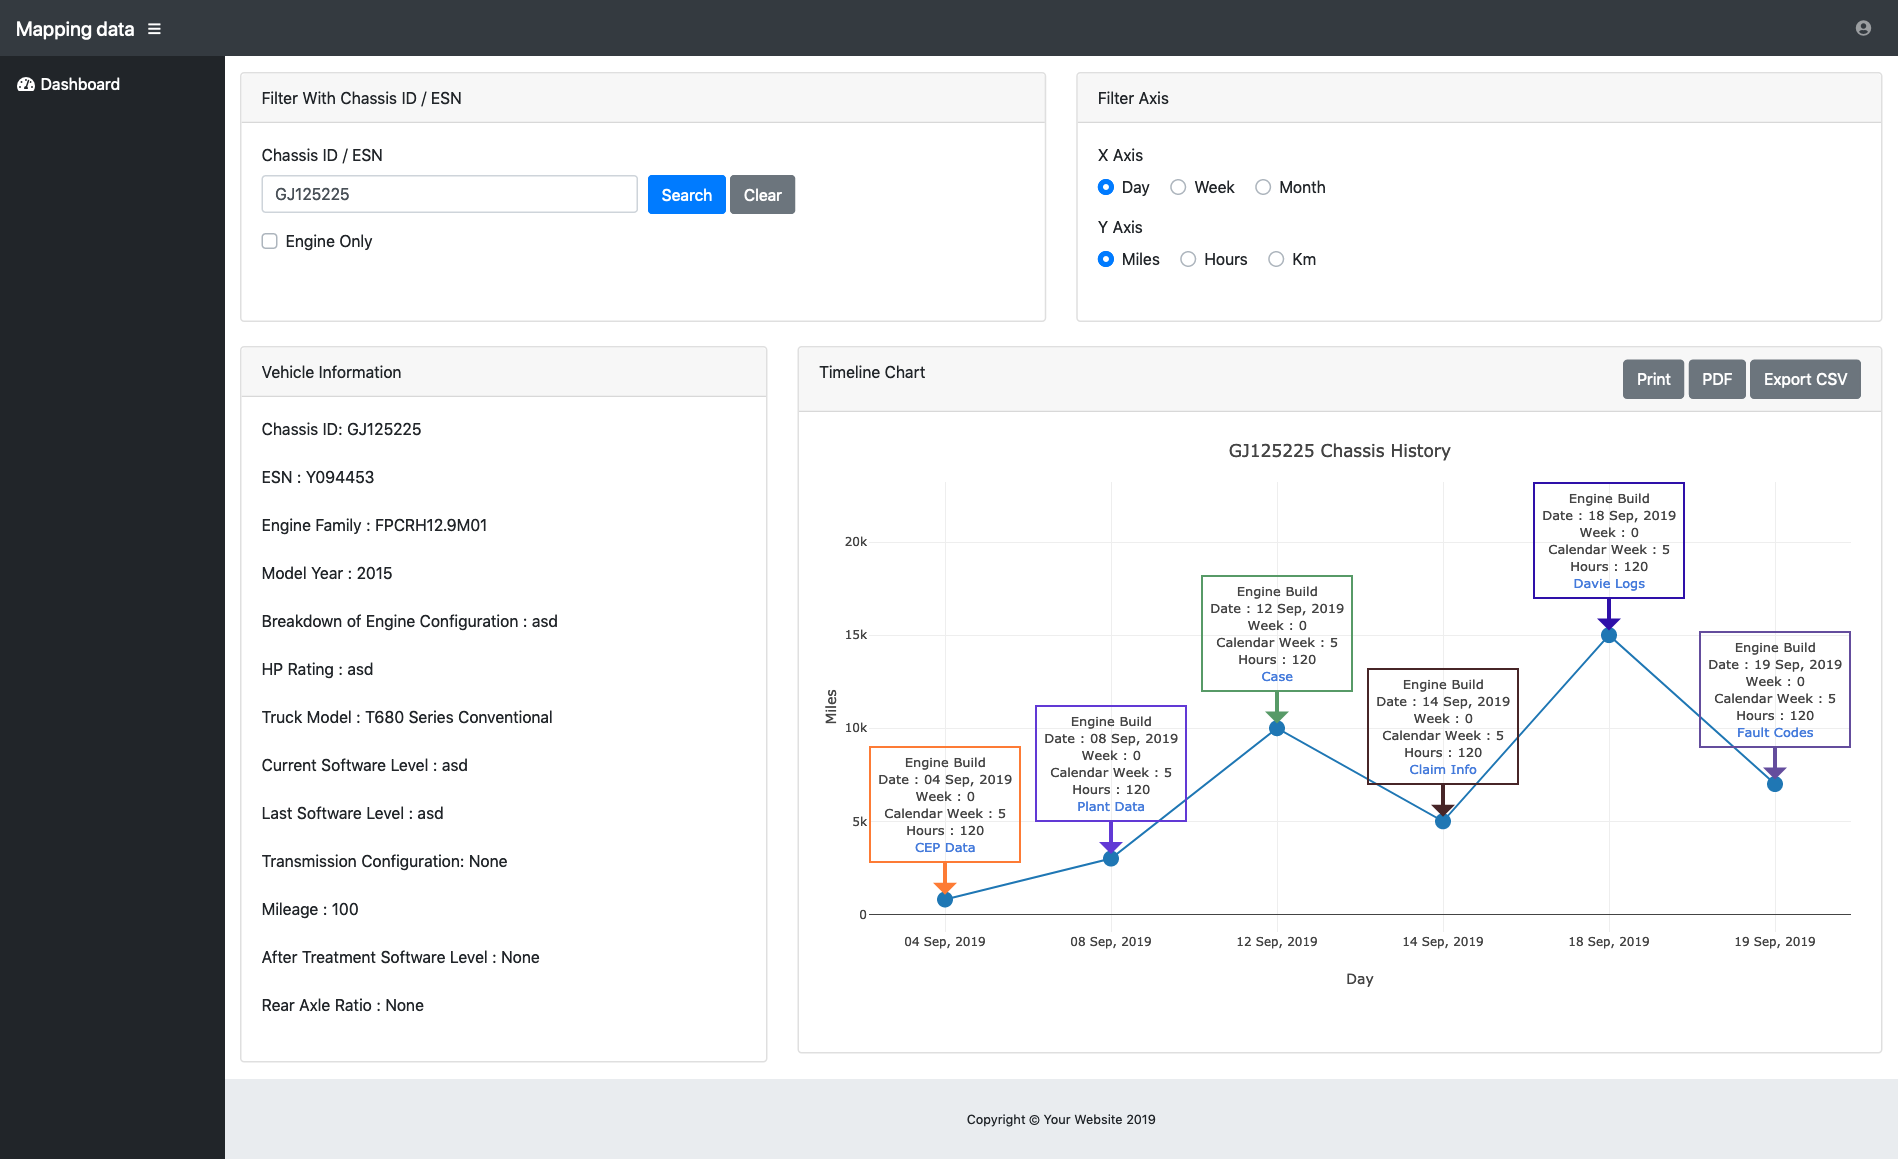 Mapping data
Dashboard
Filter With Chassis ID / ESN
Chassis ID / ESN
GJ125225
Search
Clear
Engine Only
Filter Axis
X Axis
Day
Week
Month
Y Axis
Miles
Hours
Km
Vehicle Information
Chassis ID: GJ125225
ESN : Y094453
Engine Family : FPCRH12.9M01
Model Year : 2015
Breakdown of Engine Configuration : asd
HP Rating : asd
Truck Model : T680 Series Conventional
Current Software Level : asd
Last Software Level : asd
Transmission Configuration: None
Mileage : 100
After Treatment Software Level : None
Rear Axle Ratio : None
Timeline Chart
Print
PDF
Export CSV
GJ125225 Chassis History
20k
15k
10k
5k
0
Miles
Engine Build
Date : 04 Sep, 2019
Week : 0
Calendar Week : 5
Hours : 120
CEP Data
Engine Build
Date : 08 Sep, 2019
Week : 0
Calendar Week : 5
Hours : 120
Plant Data
Engine Build
Date : 12 Sep, 2019
Week : 0
Calendar Week : 5
Hours : 120
Case
Engine Build
Date : 14 Sep, 2019
Week : 0
Calendar Week : 5
Hours : 120
Claim Info
Engine Build
Date : 18 Sep, 2019
Week : 0
Calendar Week : 5
Hours : 120
Davie Logs
Engine Build
Date : 19 Sep, 2019
Week : 0
Calendar Week : 5
Hours : 120
Fault Codes
04 Sep, 2019
08 Sep, 2019
12 Sep, 2019
14 Sep, 2019
18 Sep, 2019
19 Sep, 2019
Day
Copyright © Your Website 2019